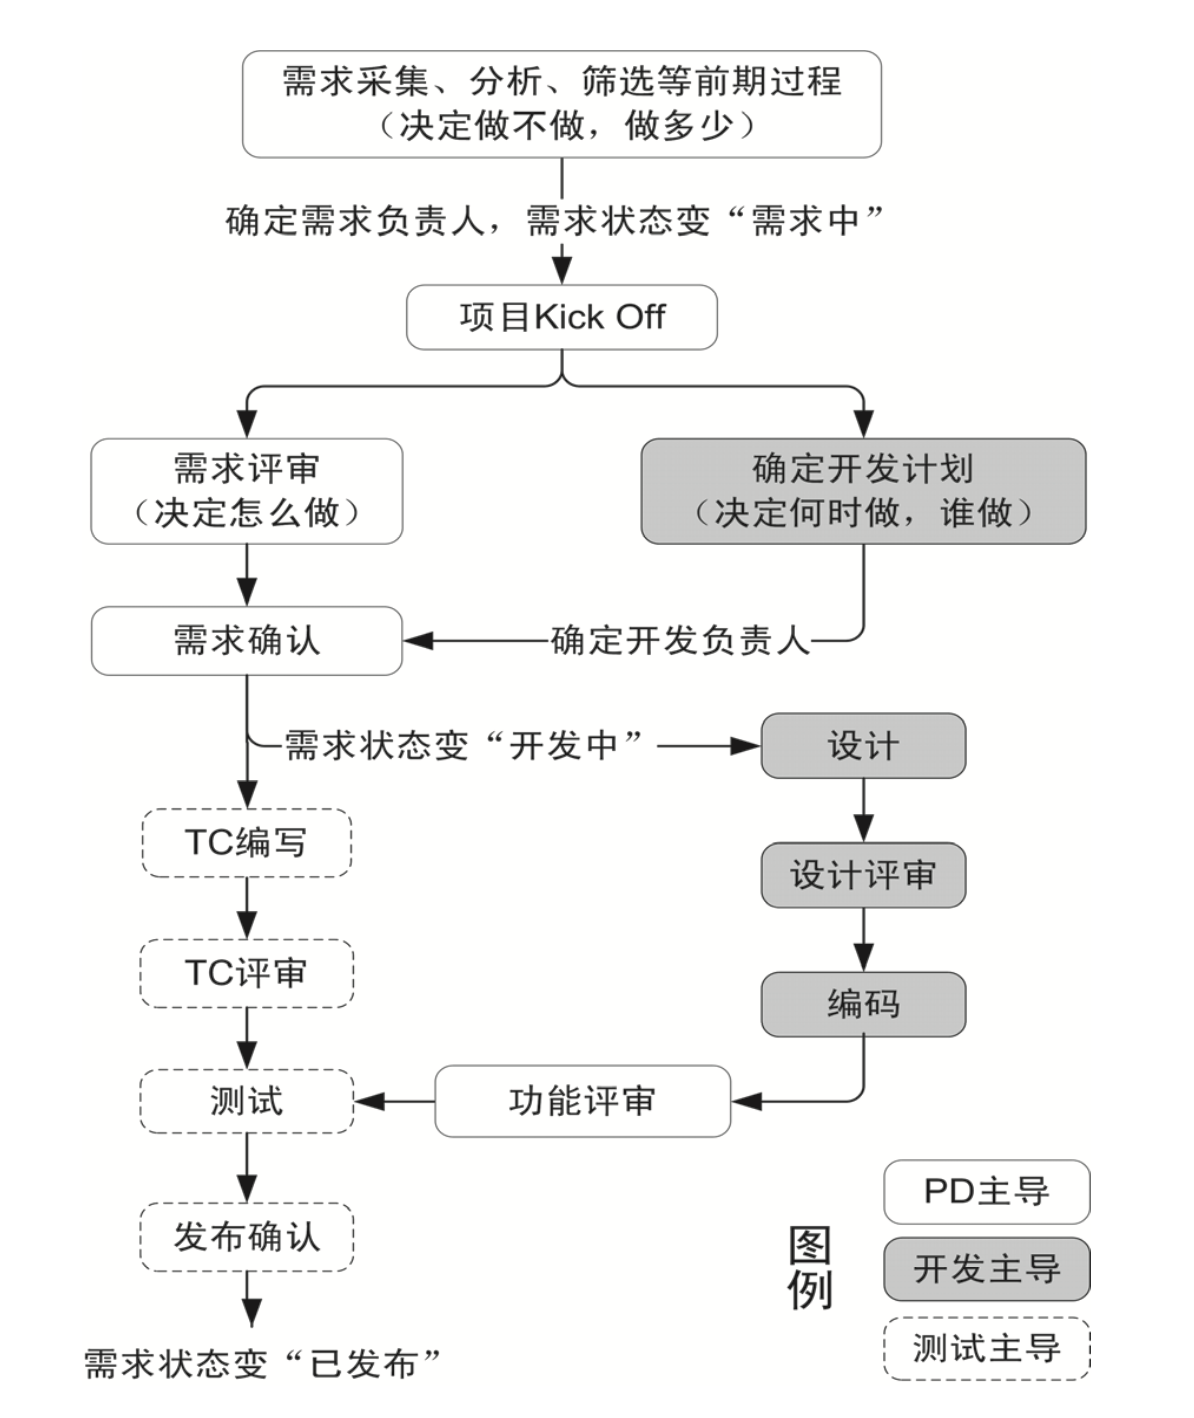 需求采集、分析、筛选等前期过程
（决定做不做，做多少）
确定需求负责人，需求状态变“需求中”
项目Kick Off
需求评审
（决定怎么做）
确定开发计划
（决定何时做，谁做）
需求确认
确定开发负责人
需求状态变“开发中”
设计
TC编写
设计评审
TC评审
编码
测试
功能评审
发布确认
需求状态变“已发布”
图
例
PD主导
开发主导
测试主导